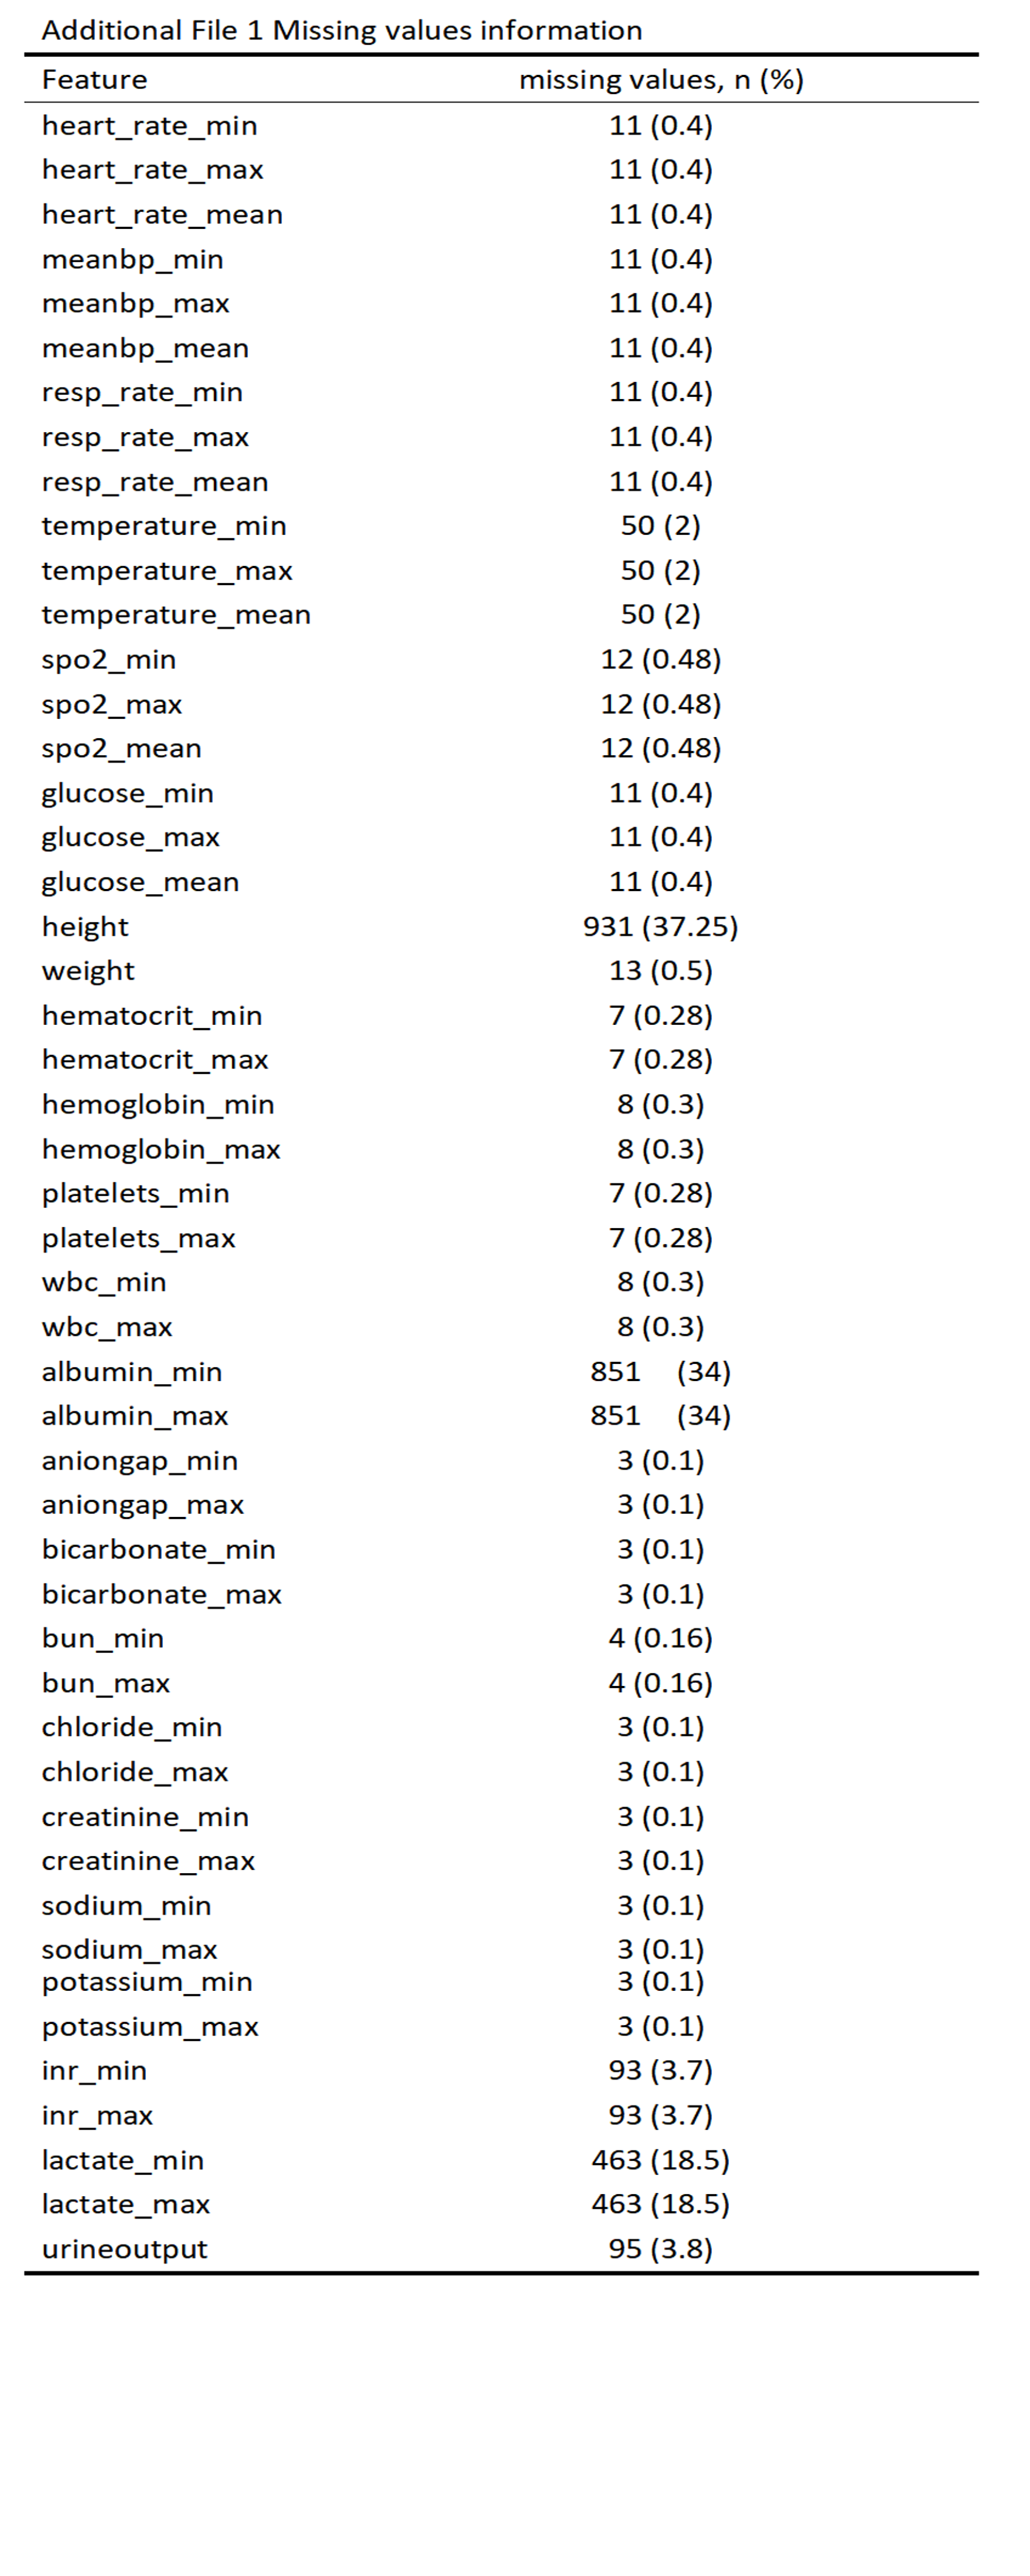 Additional File 1 Missing values information
Feature missing values, n (%)
heart_rate_min 11 (0.4)
heart_rate_max 11 (0.4)
heart_rate_mean 11 (0.4)
meanbp_min 11 (0.4)
meanbp_max 11 (0.4)
meanbp_mean 11 (0.4)
resp_rate_min 11 (0.4)
resp_rate_max 11 (0.4)
resp_rate_mean 11 (0.4)
temperature_min 50 (2)
temperature_max 50 (2)
temperature_mean 50 (2)
spo2_min 12 (0.48)
spo2_max 12 (0.48)
spo2_mean 12 (0.48)
glucose_min 11 (0.4)
glucose_max 11 (0.4)
glucose_mean 11 (0.4)
height 931 (37.25)
weight 13 (0.5)
hematocrit_min 7 (0.28)
hematocrit_max 7 (0.28)
hemoglobin_min 8 (0.3)
hemoglobin_max 8 (0.3)
platelets_min 7 (0.28)
platelets_max 7 (0.28)
wbc_min 8 (0.3)
wbc_max 8 (0.3)
albumin_min 851 (34)
albumin_max 851 (34)
aniongap_min 3 (0.1)
aniongap_max 3 (0.1)
bicarbonate_min 3 (0.1)
bicarbonate_max 3 (0.1)
bun_min 4 (0.16)
bun_max 4 (0.16)
chloride_min 3 (0.1)
chloride_max 3 (0.1)
creatinine_min 3 (0.1)
creatinine_max 3 (0.1)
sodium_min 3 (0.1)
sodium_max 3 (0.1)
potassium_min 3 (0.1)
potassium_max 3 (0.1)
inr_min 93 (3.7)
inr_max 93 (3.7)
lactate_min 463 (18.5)
lactate_max 463 (18.5)
urineoutput 95 (3.8)